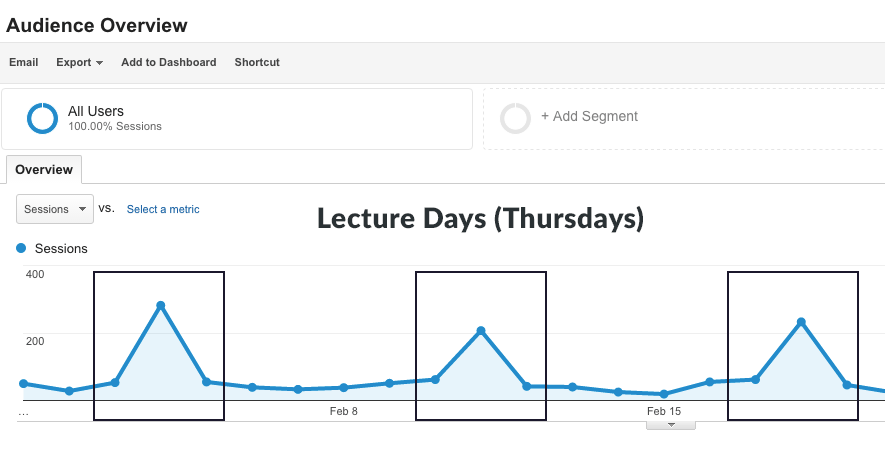 Audience Overview
Email Export Add to Dashboard Shortcut
All Users
100.00% Sessions
+ Add Segment
Overview
Sessions vs. Select a metric
Lecture Days (Thursdays)
Sessions
400
200
... Feb 8 Feb 15